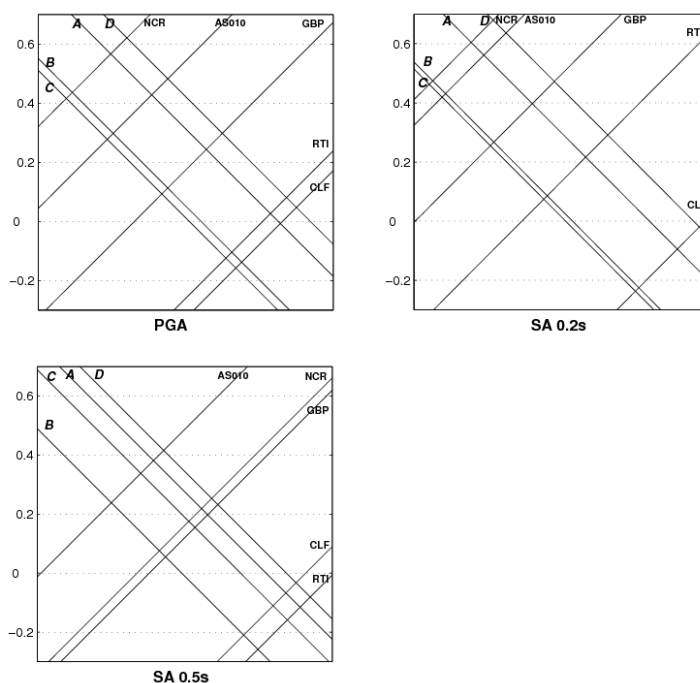 A D NCR AS010 GBP
0.6
B
C
0.4
0.2
RTI
CLF
0
−0.2
PGA
A D NCR AS010 GBP
0.6
RTI
B
C
0.4
0.2
CL
0
−0.2
SA 0.2s
C A D AS010 NCR
0.6
GBP
B
0.4
0.2
CLF
0
RTI
−0.2
SA 0.5s